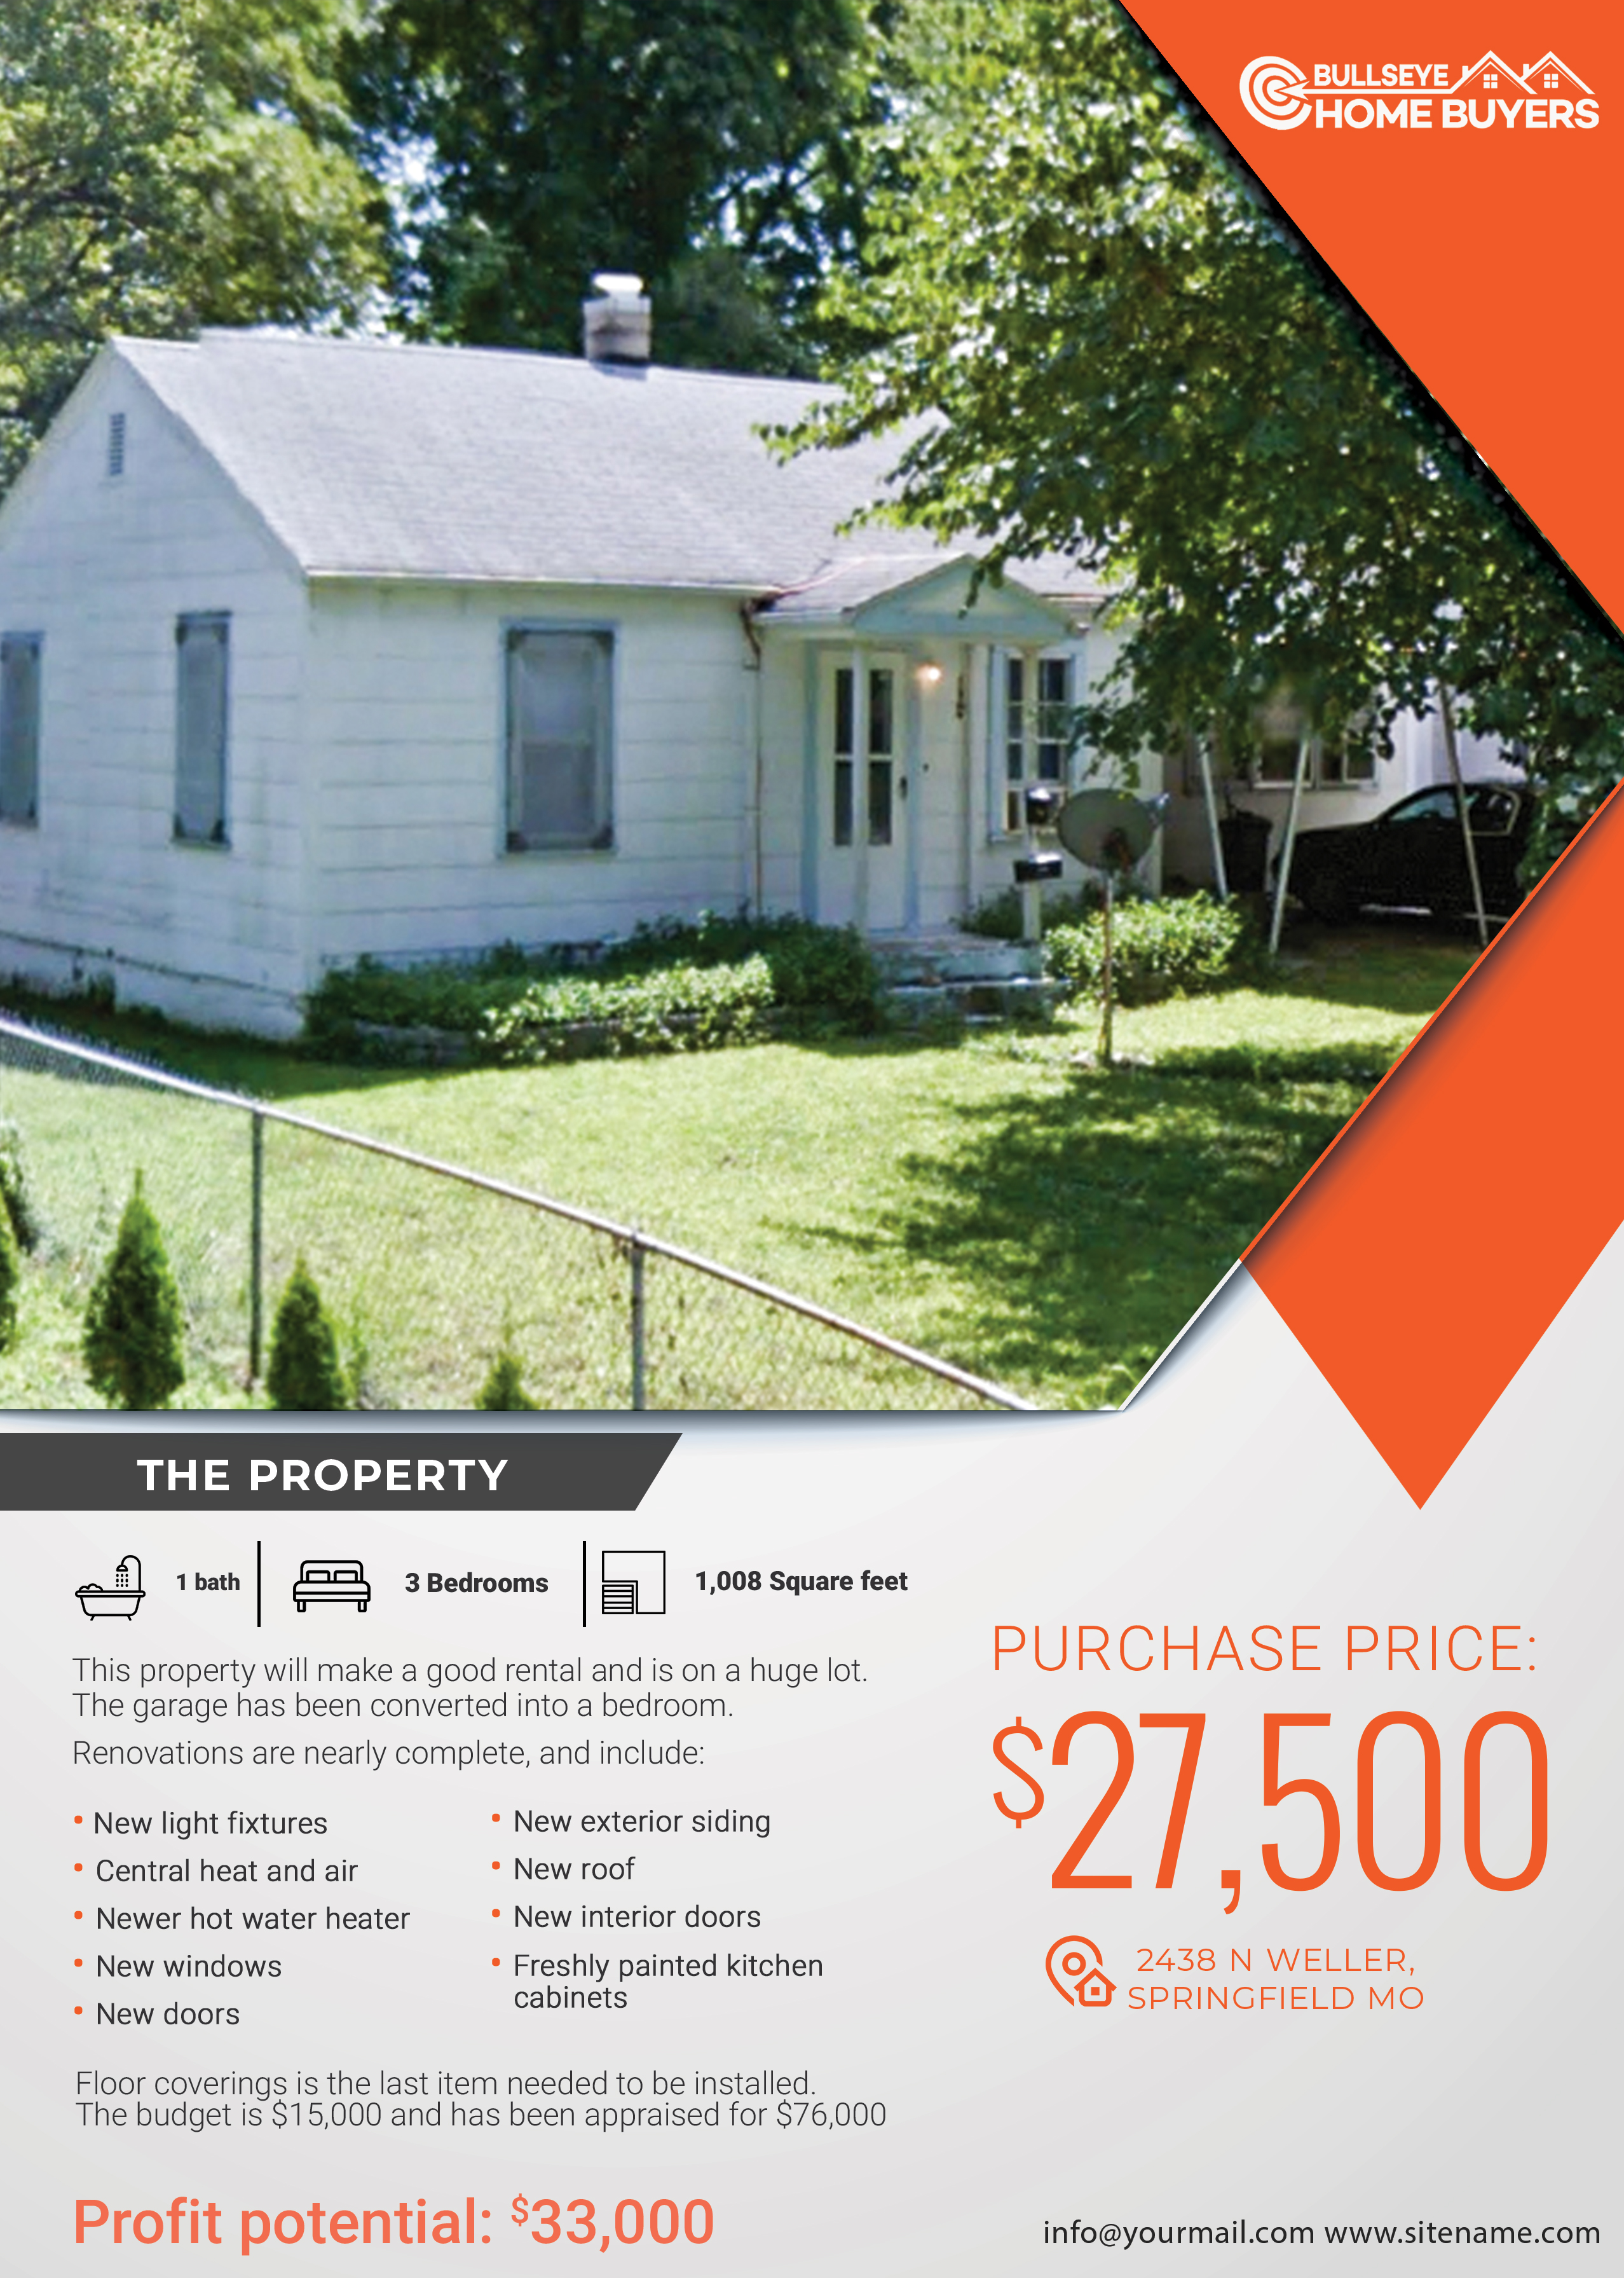 BULLSEYE
HOME BUYERS
THE PROPERTY
1 bath
3 Bedrooms
1,008 Square feet
This property will make a good rental and is on a huge lot.
The garage has been converted into a bedroom.
Renovations are nearly complete, and include:
• New light fixtures
• Central heat and air
• Newer hot water heater
• New windows
• New doors
• New exterior siding
• New roof
• New interior doors
• Freshly painted kitchen
cabinets
Floor coverings is the last item needed to be installed.
The budget is $15,000 and has been appraised for $76,000
Profit potential: $33,000
PURCHASE PRICE:
$27,500
2438 N WELLER,
SPRINGFIELD MO
info@yourmail.com www.sitename.com